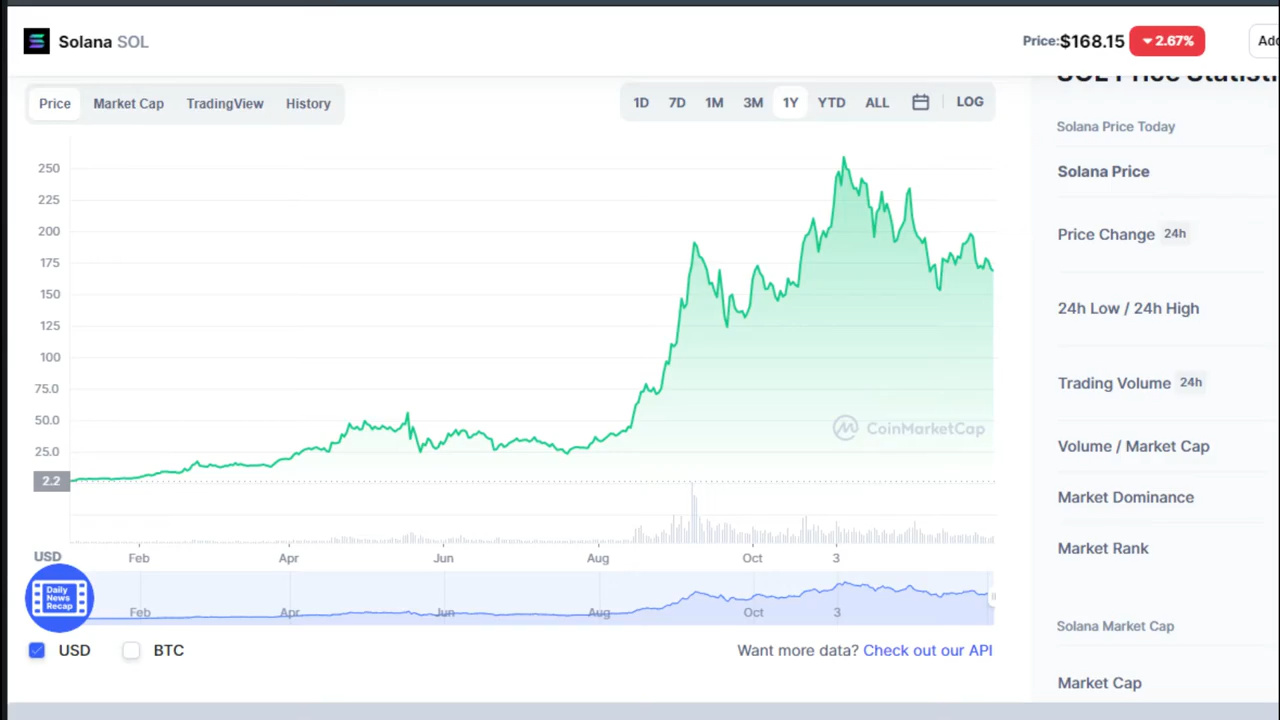 Solana SOL
Price:$168.15 2.67%
Add
Price Market Cap TradingView History
1D 7D 1M 3M 1Y YTD ALL LOG
250
225
200
175
150
125
100
75.0
50.0
25.0
2.2
CoinMarketCap
USD
Feb Apr Jun Aug Oct 3
Daily
News
Recap
Feb Apr Jun Aug Oct 3
USD BTC
Want more data? Check out our API
SOL Price Statisti
Solana Price Today
Solana Price
Price Change 24h
24h Low / 24h High
Trading Volume 24h
Volume / Market Cap
Market Dominance
Market Rank
Solana Market Cap
Market Cap